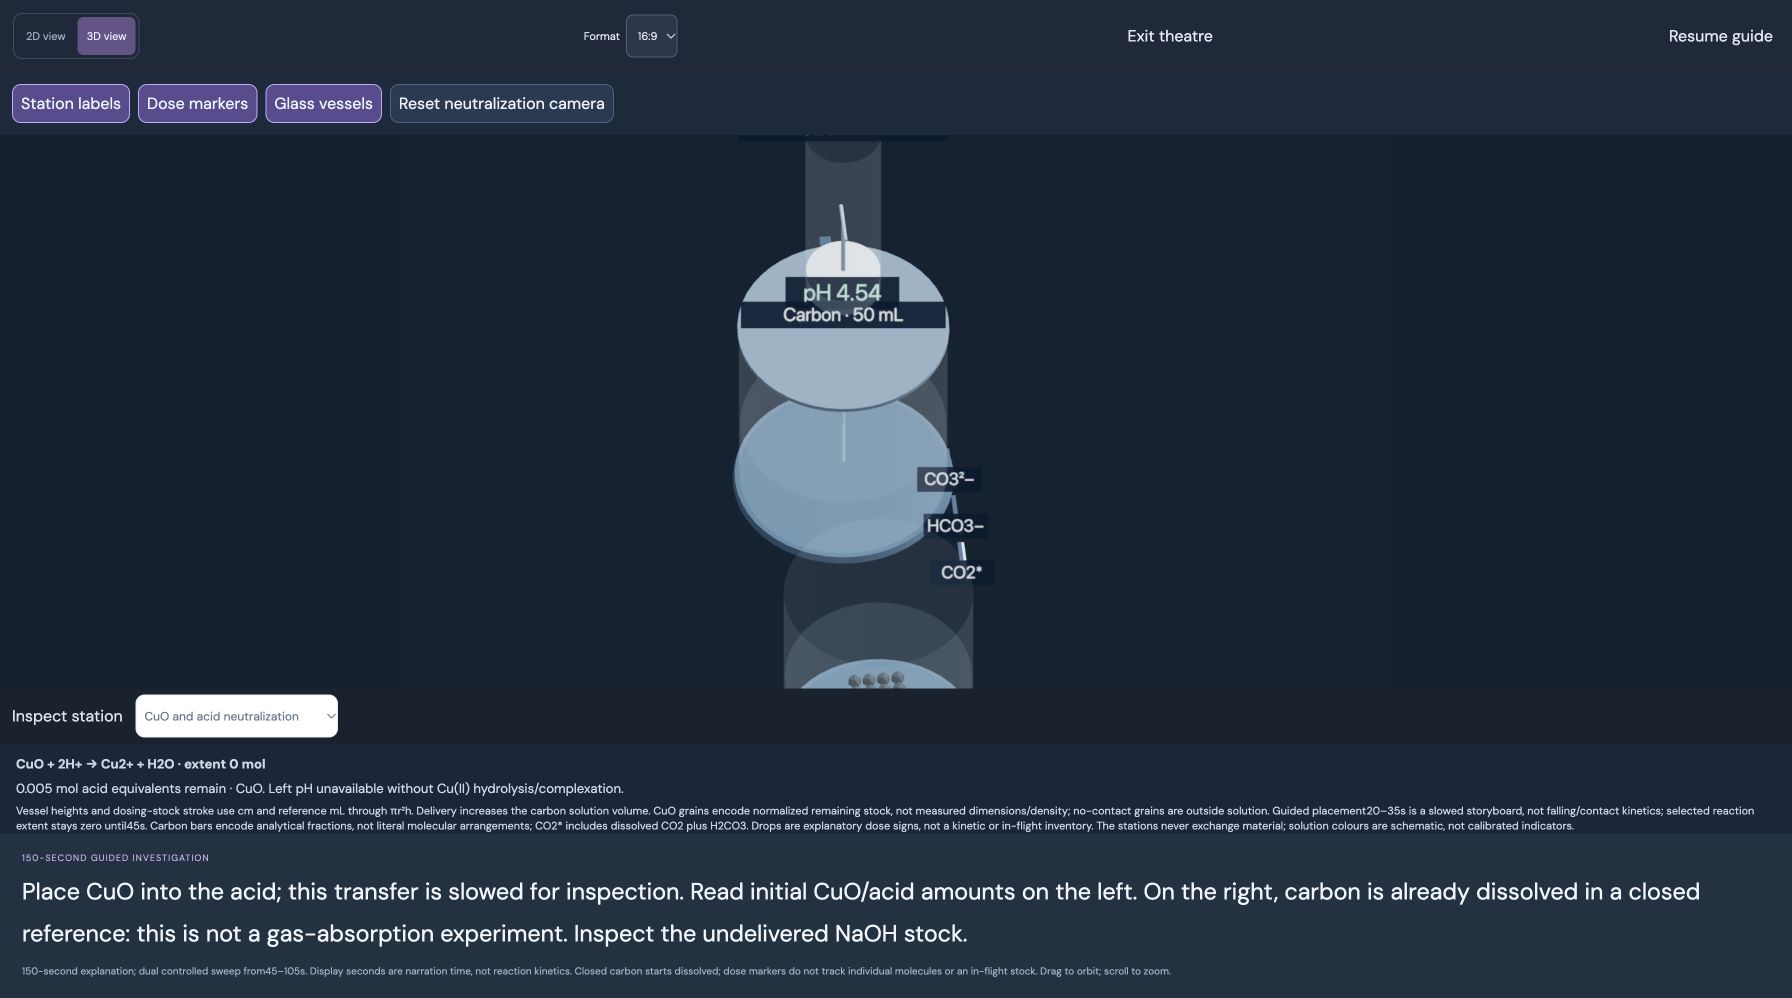 2D view
3D view
Format
16:9
Exit theatre
Resume guide
Station labels
Dose markers
Glass vessels
Reset neutralization camera
pH 4.54
Carbon · 50 mL
CO3²–
HCO3–
CO2*
Inspect station
CuO and acid neutralization
CuO + 2H+ → Cu2+ + H2O · extent 0 mol
0.005 mol acid equivalents remain · CuO. Left pH unavailable without Cu(II) hydrolysis/complexation.
Vessel heights and dosing-stock stroke use cm and reference mL through πr²h. Delivery increases the carbon solution volume. CuO grains encode normalized remaining stock, not measured dimensions/density; no-contact grains are outside solution. Guided placement20–35s is a slowed storyboard, not falling/contact kinetics; selected reaction
extent stays zero until45s. Carbon bars encode analytical fractions, not literal molecular arrangements; CO2* includes dissolved CO2 plus H2CO3. Drops are explanatory dose signs, not a kinetic or in-flight inventory. The stations never exchange material; solution colours are schematic, not calibrated indicators.
150-SECOND GUIDED INVESTIGATION
Place CuO into the acid; this transfer is slowed for inspection. Read initial CuO/acid amounts on the left. On the right, carbon is already dissolved in a closed
reference: this is not a gas-absorption experiment. Inspect the undelivered NaOH stock.
150-second explanation; dual controlled sweep from45–105s. Display seconds are narration time, not reaction kinetics. Closed carbon starts dissolved; dose markers do not track individual molecules or an in-flight stock. Drag to orbit; scroll to zoom.